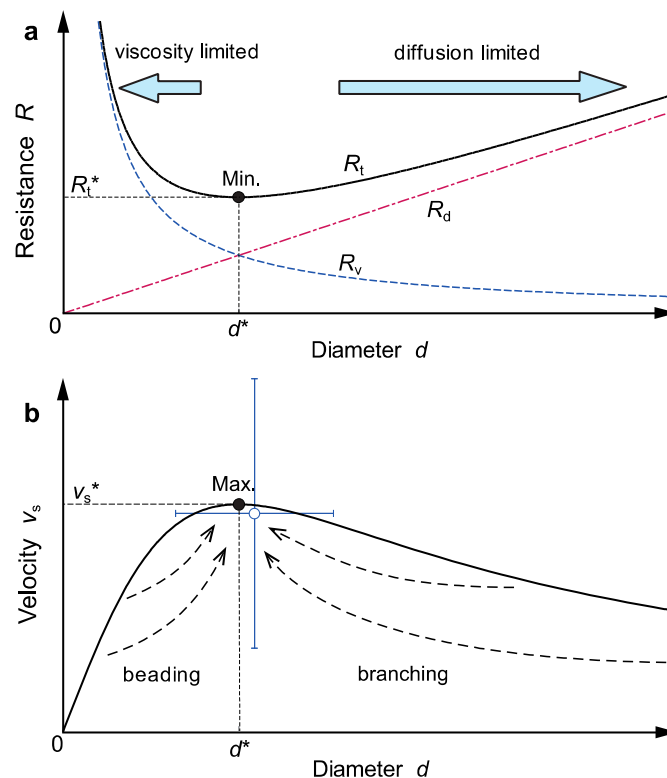 a
viscosity limited
diffusion limited
Resistance R
Rt*
Min.
Rt
Rd
Rv
0
d*
Diameter d
b
Velocity vs
vs*
Max.
beading
branching
0
d*
Diameter d